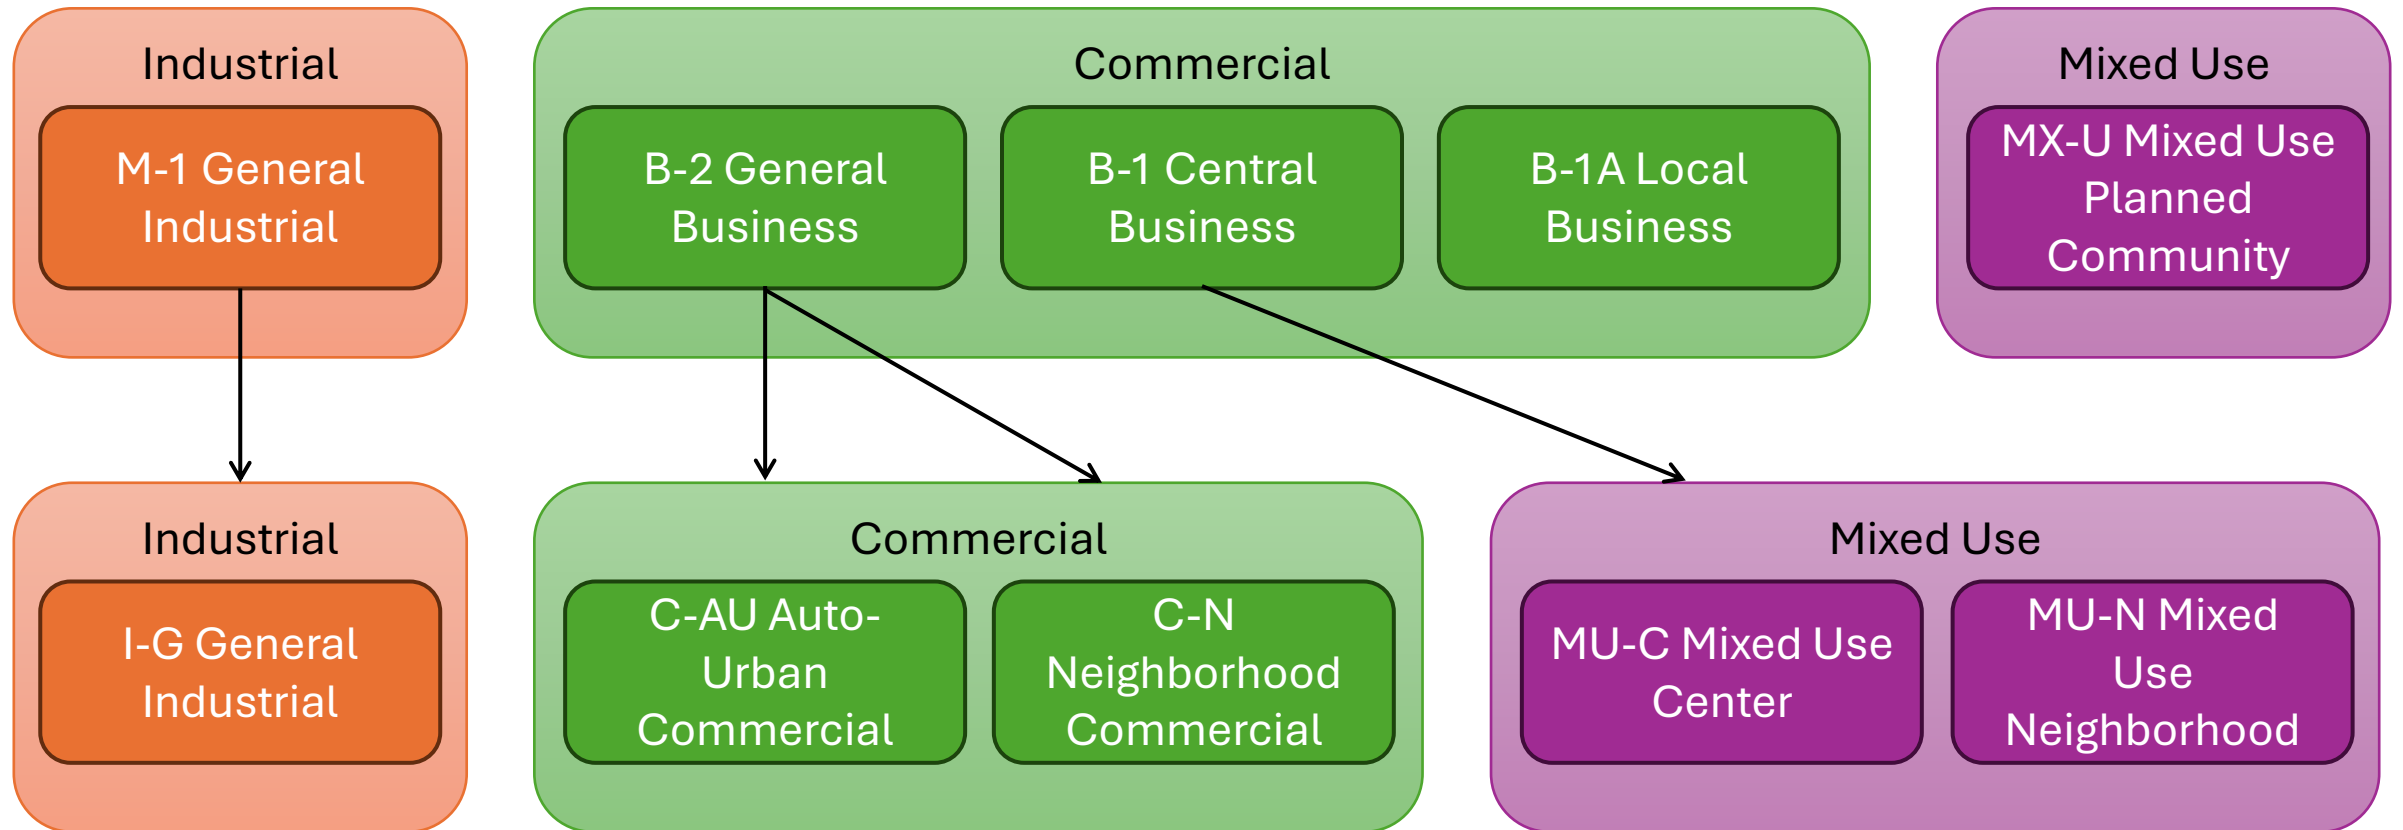 Industrial
M-1 General
Industrial
Commercial
B-2 General
Business
B-1 Central
Business
B-1A Local
Business
Mixed Use
MX-U Mixed Use
Planned
Community
Industrial
I-G General
Industrial
Commercial
C-AU Auto-
Urban
Commercial
C-N
Neighborhood
Commercial
Mixed Use
MU-C Mixed Use
Center
MU-N Mixed
Use
Neighborhood